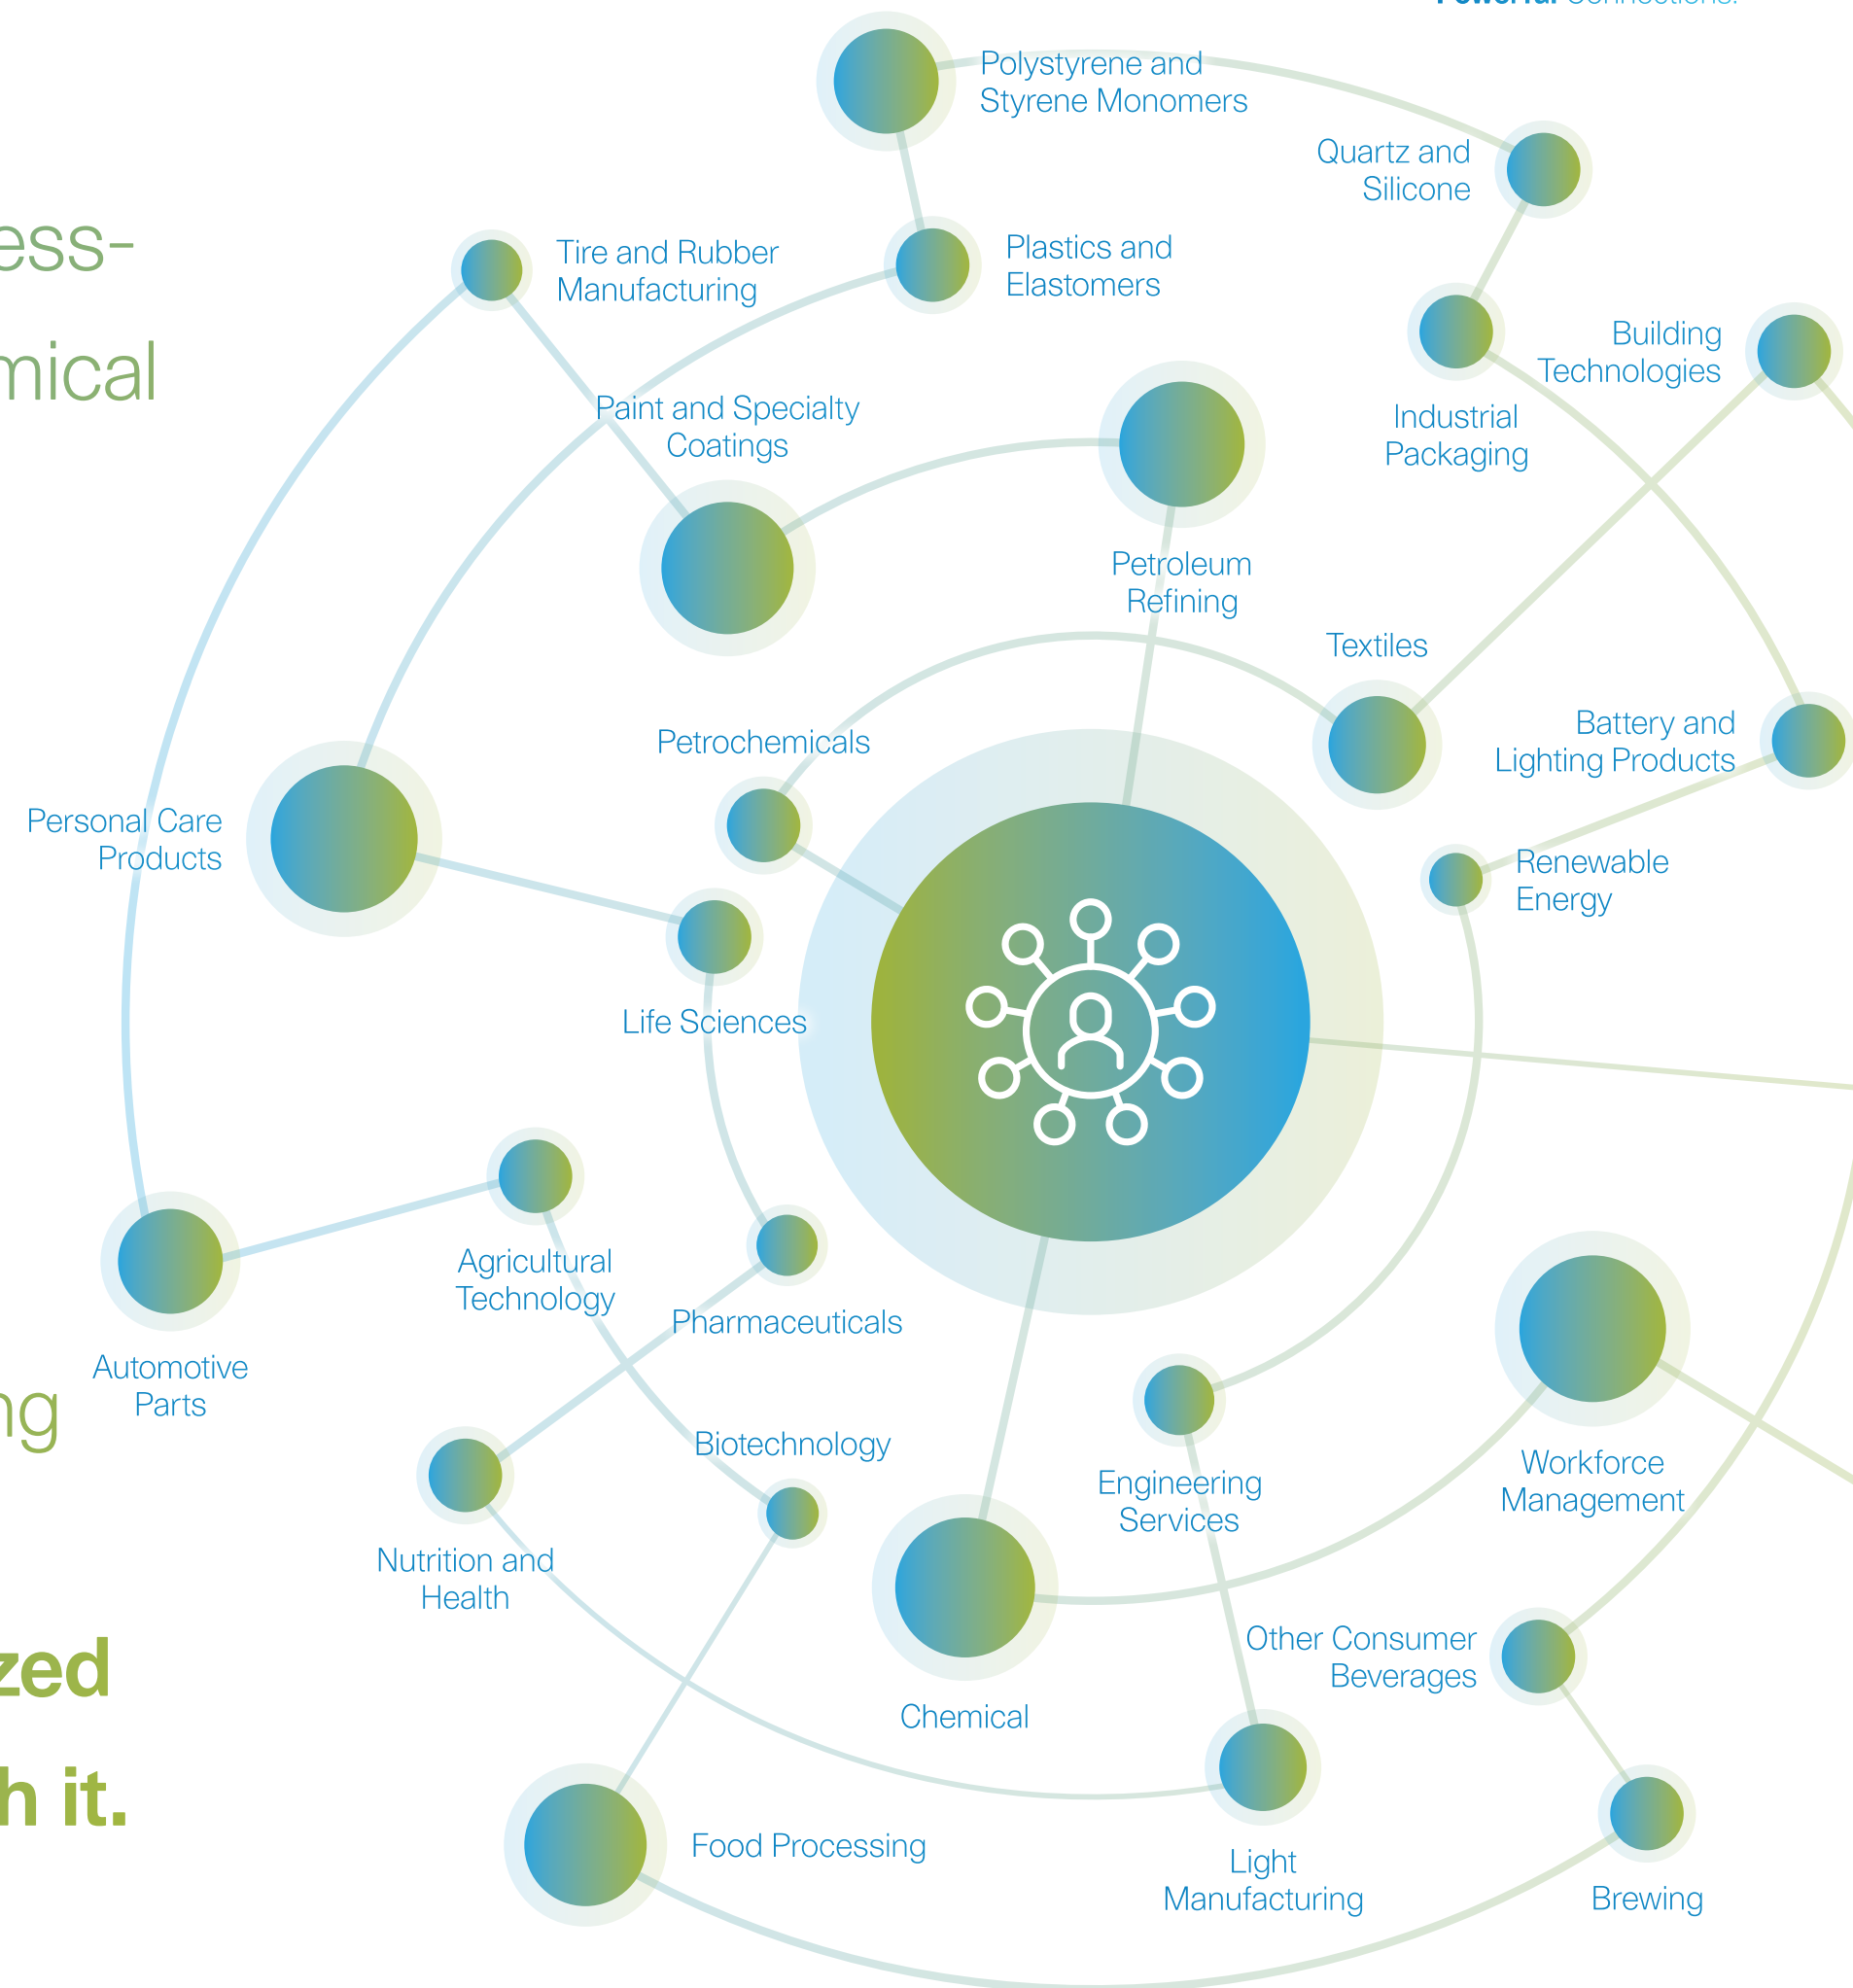 Powerful Connections.
Polystyrene and
Styrene Monomers
Quartz and
Silicone
ess-
Tire and Rubber
Manufacturing
Plastics and
Elastomers
mical
Building
Technologies
Industrial
Packaging
Paint and Specialty
Coatings
Petroleum
Refining
Textiles
Petrochemicals
Battery and
Lighting Products
Personal Care
Products
Renewable
Energy
Life Sciences
Agricultural
Technology
Pharmaceuticals
Automotive
Parts
ng
Biotechnology
Engineering
Services
Workforce
Management
Nutrition and
Health
zed
Other Consumer
Beverages
Chemical
h it.
Food Processing
Light
Manufacturing
Brewing